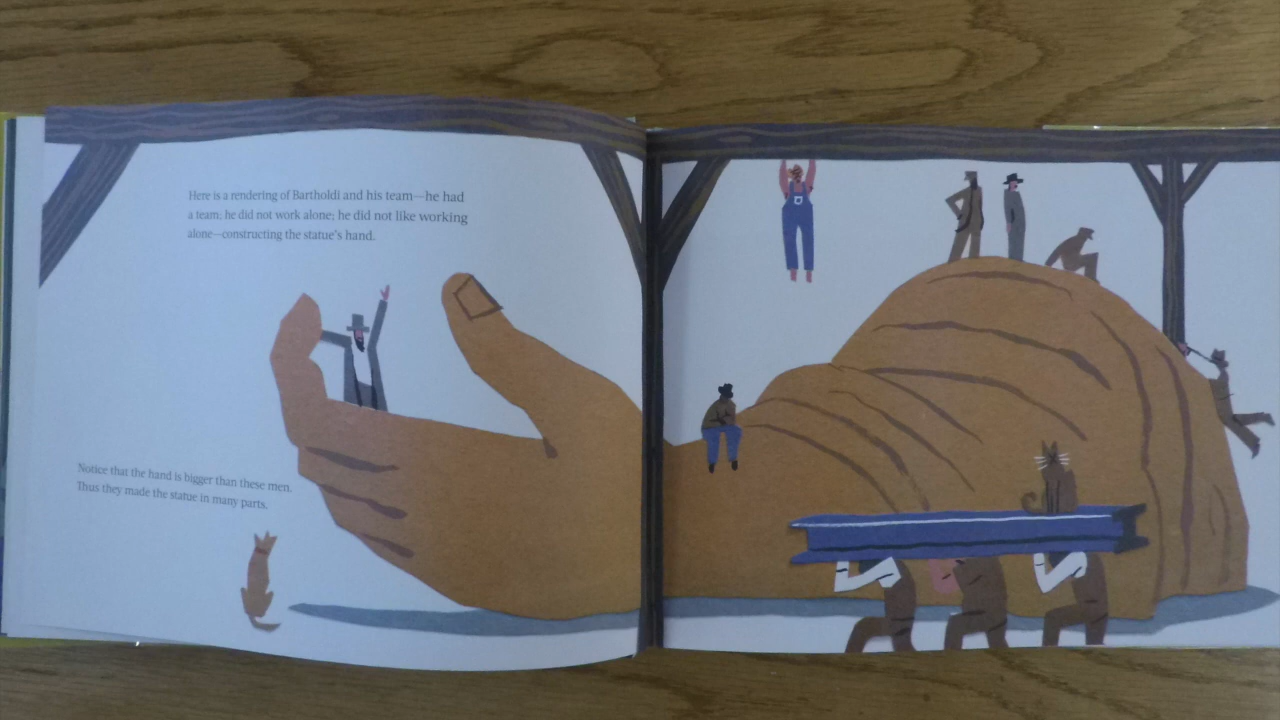 Here is a rendering of Bartholdi and his team—he had
a team; he did not work alone; he did not like working
alone—constructing the statue's hand.
Notice that the hand is bigger than these men.
Thus they made the statue in many parts.